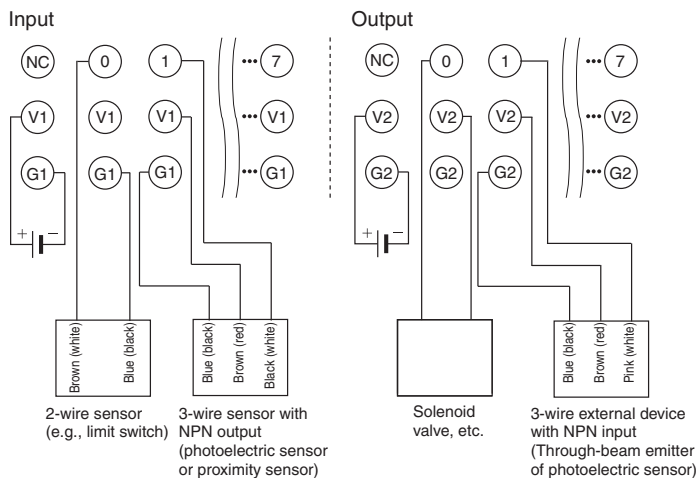 Input
NC 0 1 ••• 7
V1 V1 V1 ••• V1
G1 G1 G1 ••• G1
+ −
Brown (white)
Blue (black)
Blue (black)
Brown (red)
Black (white)
2-wire sensor
(e.g., limit switch)
3-wire sensor with
NPN output
(photoelectric sensor
or proximity sensor)
Output
NC 0 1 ••• 7
V2 V2 V2 ••• V2
G2 G2 G2 ••• G2
+ −
Blue (black)
Brown (red)
Pink (white)
Solenoid
valve, etc.
3-wire external device
with NPN input
(Through-beam emitter
of photoelectric sensor)